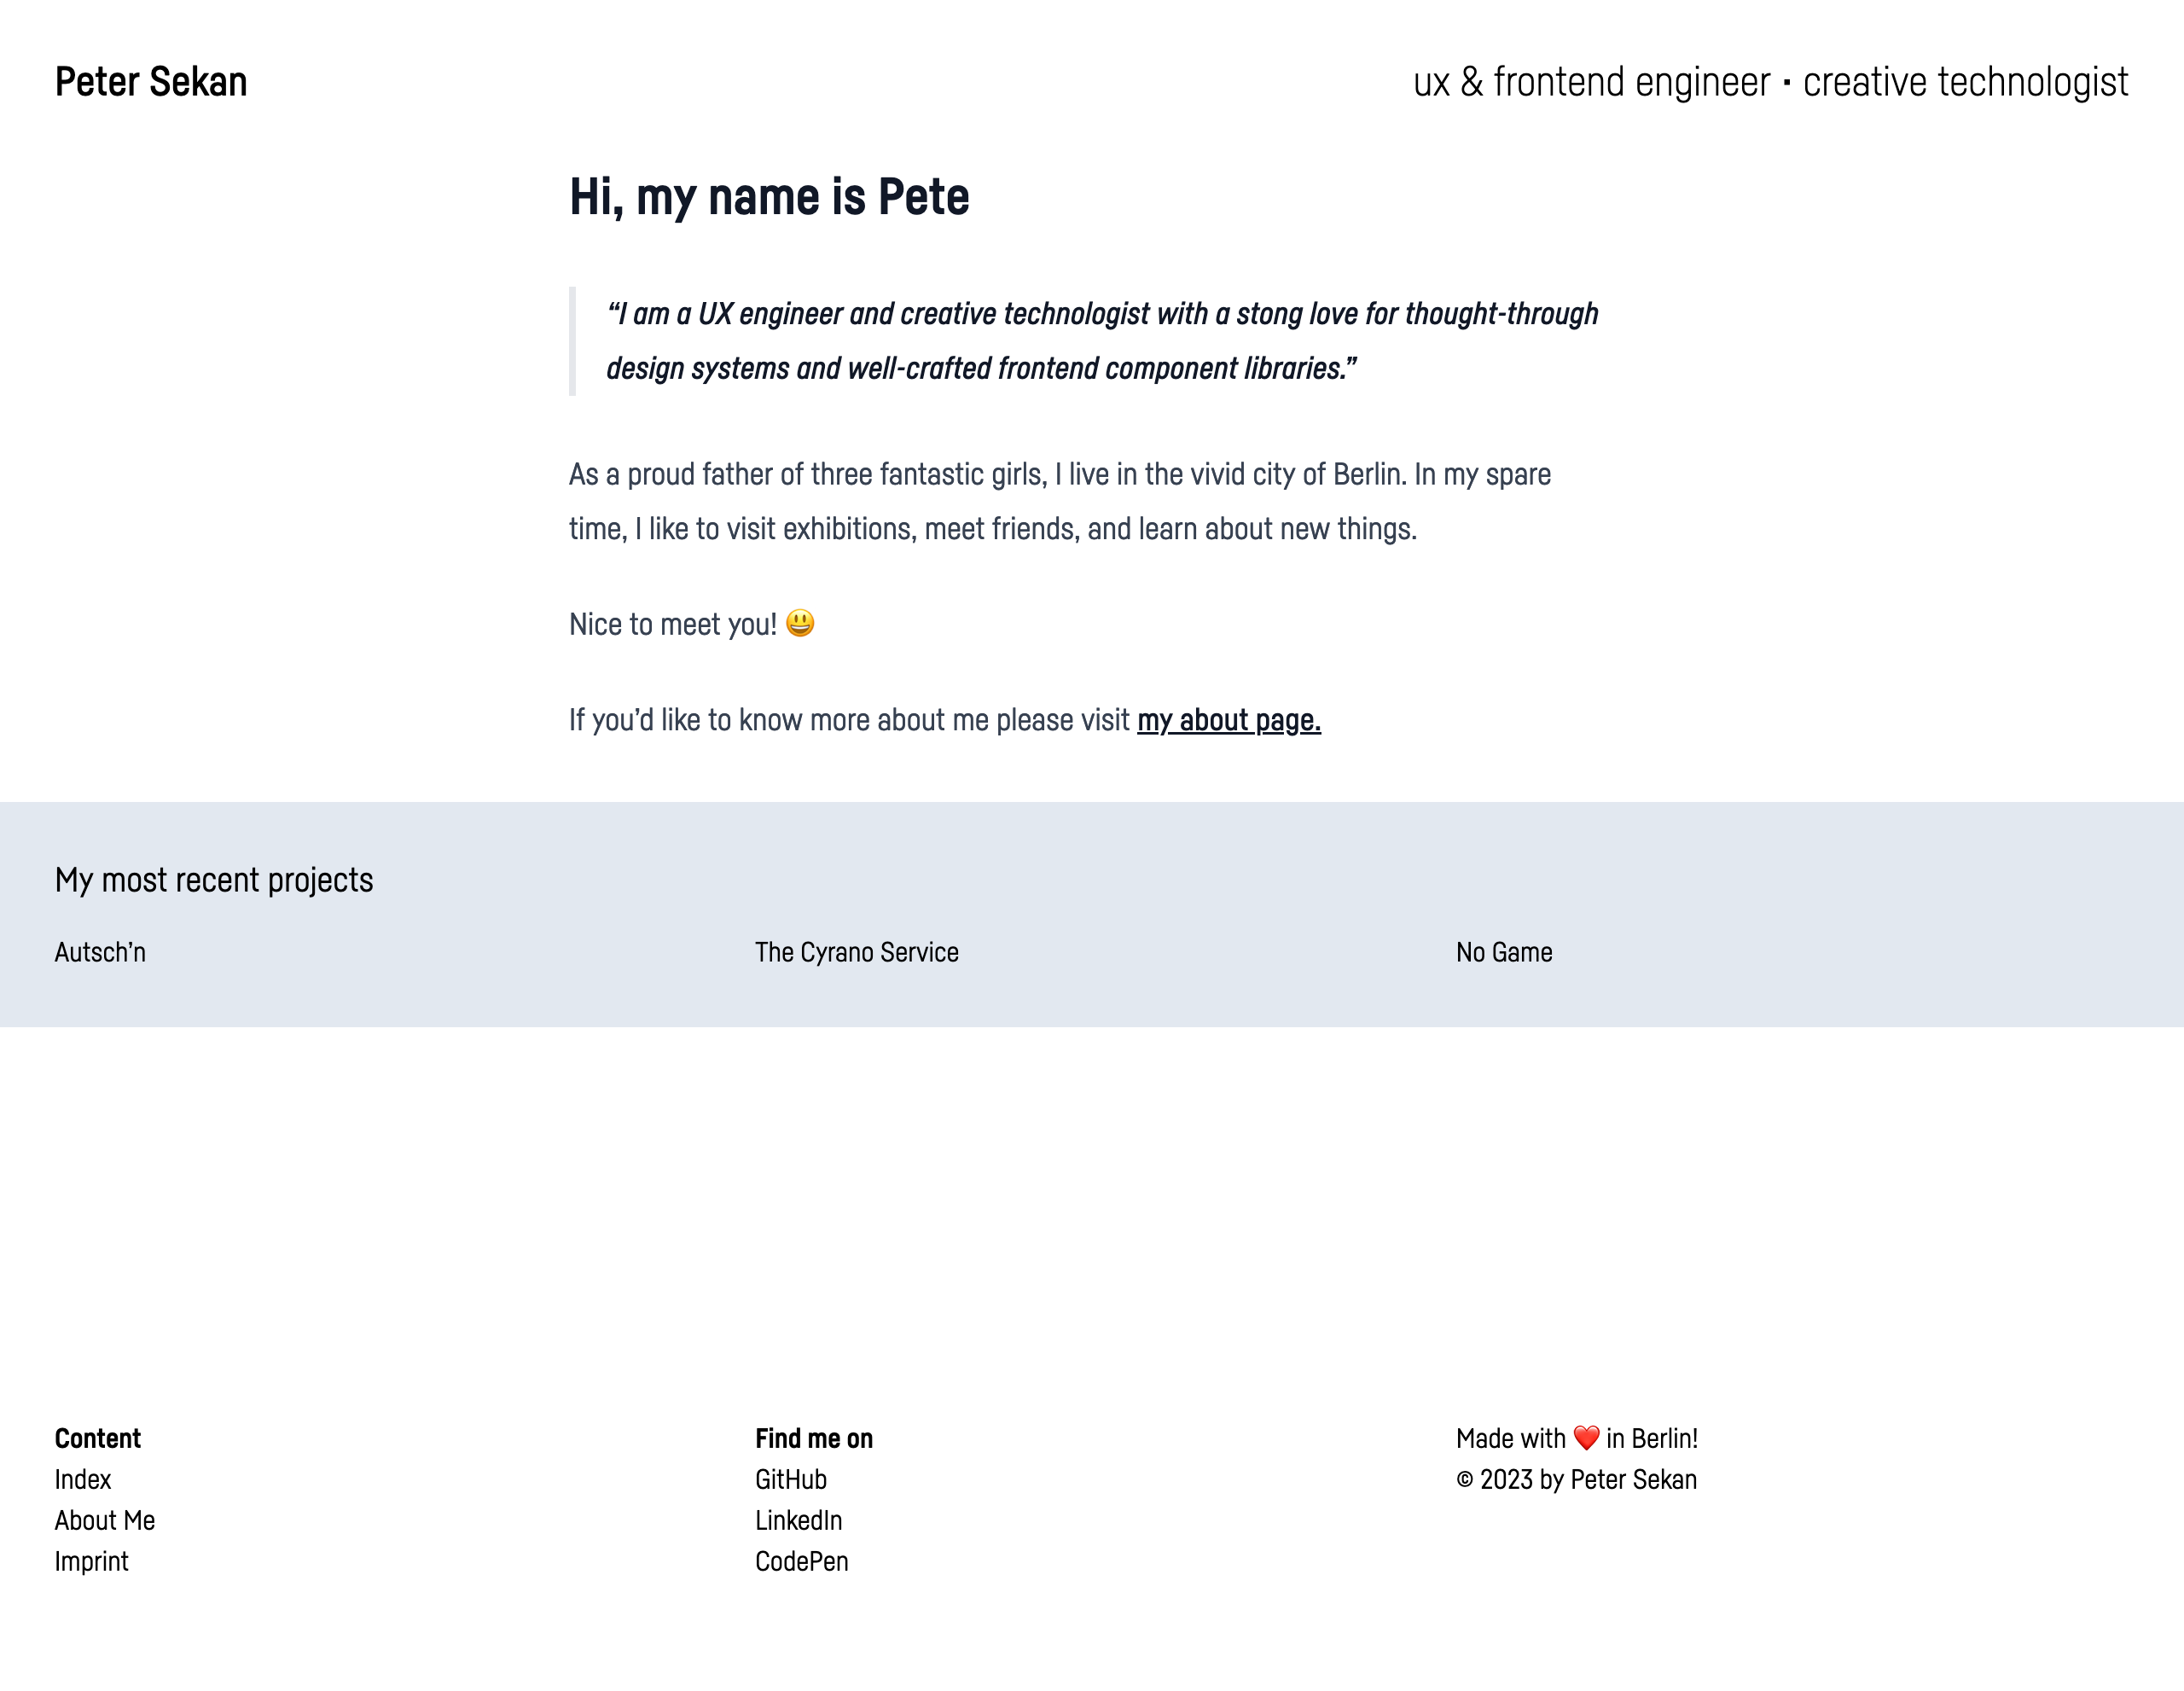 Peter Sekan
ux & frontend engineer · creative technologist
Hi, my name is Pete
“I am a UX engineer and creative technologist with a stong love for thought-through
design systems and well-crafted frontend component libraries.”
As a proud father of three fantastic girls, I live in the vivid city of Berlin. In my spare
time, I like to visit exhibitions, meet friends, and learn about new things.
Nice to meet you! 😃
If you’d like to know more about me please visit my about page.
My most recent projects
Autsch’n
The Cyrano Service
No Game
Content
Index
About Me
Imprint
Find me on
GitHub
LinkedIn
CodePen
Made with ❤️ in Berlin!
© 2023 by Peter Sekan